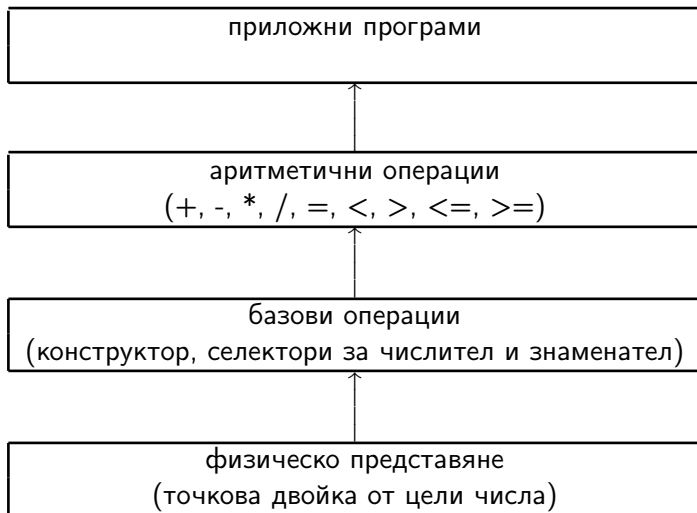 приложни програми
аритметични операции
(+, -, *, /, =, <, >, <=, >=)
базови операции
(конструктор, селектори за числител и знаменател)
физическо представяне
(точкова двойка от цели числа)